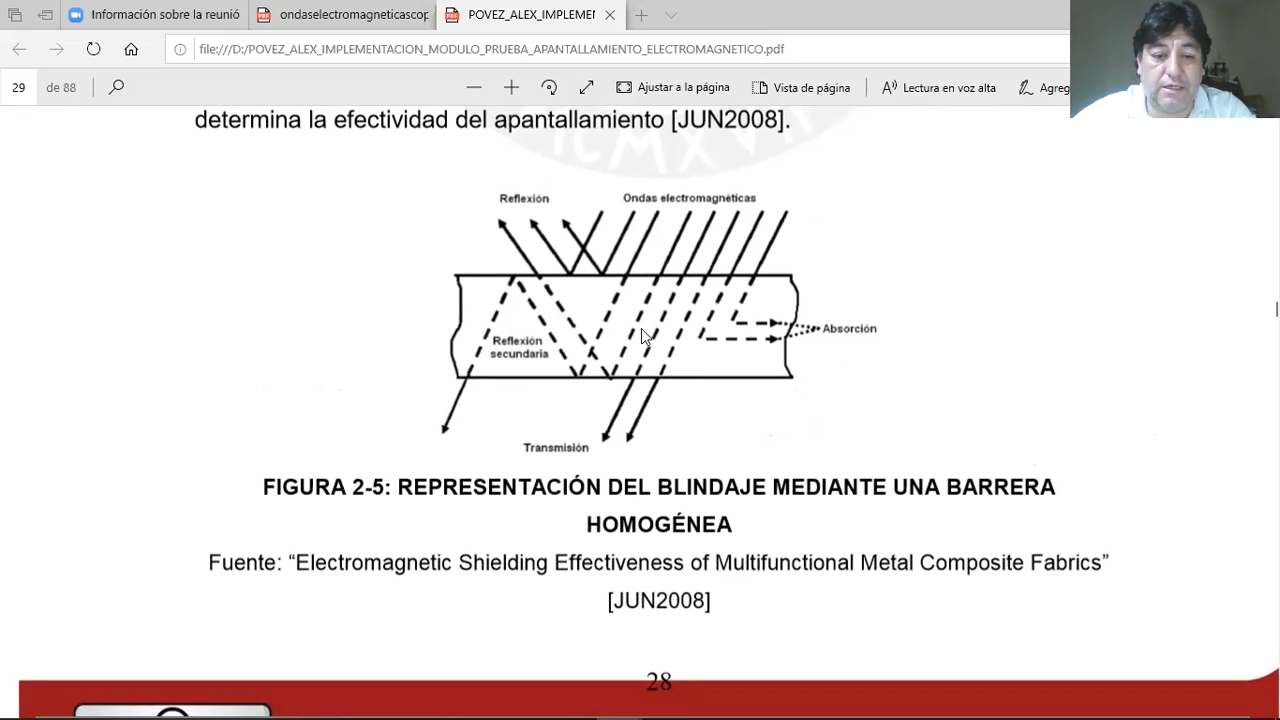 Información sobre la reunió
ondaselectromagneticascop
POVEZ_ALEX_IMPLEMEN
file:///D:/POVEZ_ALEX_IMPLEMENTACION_MODULO_PRUEBA_APANTALLAMIENTO_ELECTROMAGNETICO.pdf
29 de 88 Ajustar a la página Vista de página Lectura en voz alta Agreg
determina la efectividad del apantallamiento [JUN2008].
Reflexión Ondas electromagnéticas
Absorción
Reflexión
secundaria
Transmisión
FIGURA 2-5: REPRESENTACIÓN DEL BLINDAJE MEDIANTE UNA BARRERA
HOMOGÉNEA
Fuente: “Electromagnetic Shielding Effectiveness of Multifunctional Metal Composite Fabrics”
[JUN2008]
28